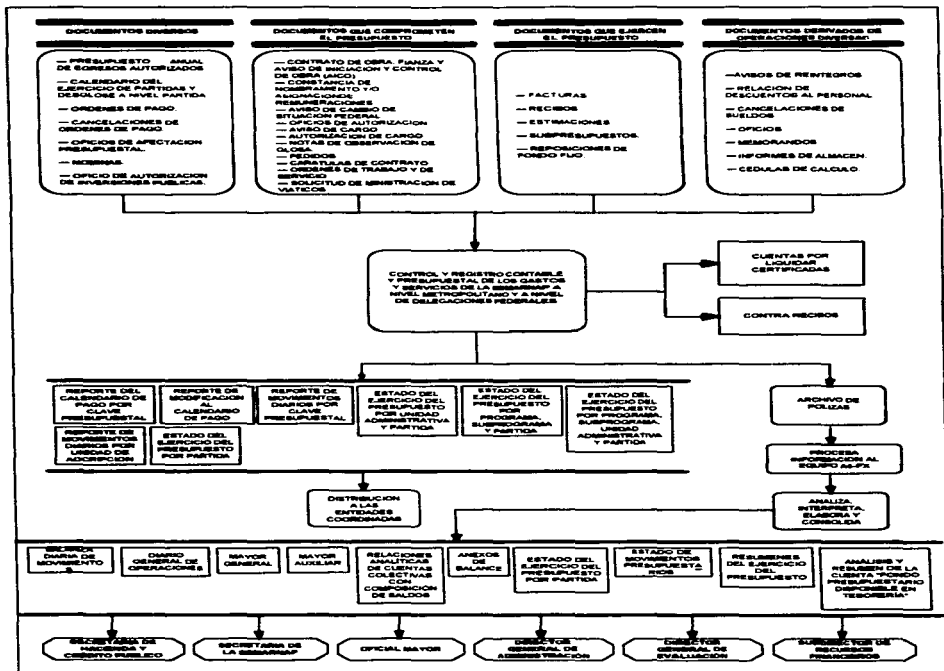 DOCUMENTOS DIVERSOS
— PRESUPUESTO ANUAL
DE EGRESOS AUTORIZADOS
— CALENDARIO DEL
EJERCICIO DE PARTIDAS Y
DESGLOSE A NIVEL PARTIDA
— ORDENES DE PAGO.
— CANCELACIONES DE
ORDENES DE PAGO
— OFICIOS DE AFECTACION
PRESUPUESTAL.
— NOMINAS
— OFICIO DE AUTORIZACION
DE INVERSIONES PUBLICAS.
DOCUMENTOS QUE COMPROMETEN
EL PRESUPUESTO
— CONTRATO DE OBRA, FIANZA Y
AVISO DE INICIACION Y CONTROL
DE OBRA (AICO)
— CONSTANCIA DE
NOMBRAMIENTO Y/O
ASIGNACION DE
REMUNERACIONES
— AVISO DE CAMBIO DE
SITUACION FEDERAL
— OFICIOS DE AUTORIZACION
— AVISO DE CARGO
— AUTORIZACION DE CARGO
— NOTAS DE OBSERVACION DE
GLOSA
— PEDIDOS
— CARATULAS DE CONTRATO
— ORDENES DE TRABAJO Y DE
SERVICIO
— SOLICITUD DE MINISTRACION DE
VIATICOS
DOCUMENTOS QUE EJERCEN
EL PRESUPUESTO
— FACTURAS
— RECIBOS
— ESTIMACIONES
— SUBPRESUPUESTOS.
— REPOSICIONES DE
FONDO FIJO.
DOCUMENTOS DERIVADOS DE
OPERACIONES DIVERSAS
—AVISOS DE REINTEGROS
— RELACION DE
DESCUENTOS AL PERSONAL
— CANCELACIONES DE
SUELDOS
— OFICIOS
— MEMORANDOS
— INFORMES DE ALMACEN.
— CEDULAS DE CALCULO.
CONTROL Y REGISTRO CONTABLE
Y PRESUPUESTAL DE LOS GASTOS
Y SERVICIOS DE LA SEMARNAP A
NIVEL METROPOLITANO Y A NIVEL
DE DELEGACIONES FEDERALES
CUENTAS POR
LIQUIDAR
CERTIFICADAS
CONTRA RECIBOS
REPORTE DEL
CALENDARIO DE
PAGO POR
CLAVE
PRESUPUESTAL
REPORTE DE
MODIFICACION
AL
CALENDARIO
DE PAGO
REPORTE DE
MOVIMIENTOS
DIARIOS POR
CLAVE
PRESUPUESTAL
ESTADO DEL
EJERCICIO DEL
PRESUPUESTO
POR UNIDAD
ADMINISTRATIVA Y
PARTIDA
ESTADO DEL
EJERCICIO DEL
PRESUPUESTO
POR
PROGRAMA,
SUBPROGRAMA
Y PARTIDA
ESTADO DEL
EJERCICIO DEL
PRESUPUESTO
POR PROGRAMA,
SUBPROGRAMA,
UNIDAD
ADMINISTRATIVA Y
PARTIDA
REPORTE DE
MOVIMIENTOS
DIARIOS POR
UNIDAD DE
ADCRIPCION
ESTADO DEL
EJERCICIO DEL
PRESUPUESTO
POR PARTIDA
ARCHIVO DE
POLIZAS
PROCESA
INFORMACION AL
EQUIPO
DISTRIBUCION
A LAS
ENTIDADES
COORDINADAS
ANALIZA,
INTERPRETA,
ELABORA Y
CONSOLIDA
BALANZA
DIARIA DE
MOVIMIENTO
S
DIARIO
GENERAL DE
OPERACIONES
MAYOR
GENERAL
MAYOR
AUXILIAR
RELACIONES
ANALITICAS
DE CUENTAS
COLECTIVAS
CON
COMPOSICION
DE SALDOS
ANEXOS
DE
BALANCE
ESTADO DEL
EJERCICIO DEL
PRESUPUESTO
POR PARTIDA
ESTADO DE
MOVIMIENTOS
PRESUPUESTA
RIOS
RESUMENES
DEL EJERCICIO
DEL
PRESUPUESTO
ANALISIS Y
RESUMEN DE LA
CUENTA "FONDO
PRESUPUESTARIO
DISPONIBLE EN
TESORERIA"
SECRETARIA DE
HACIENDA Y
CREDITO PUBLICO
SECRETARIA DE
LA SEMARNAP
OFICIAL MAYOR
DIRECTOR
GENERAL DE
ADMINISTRACION
DIRECTOR
GENERAL DE
EVALUACION
SUBDIRECTOR DE
RECURSOS
FINANCIEROS